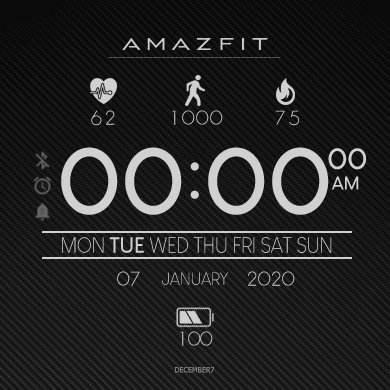 AMAZFIT
62 1000 75
00:00 00
AM
MON TUE WED THU FRI SAT SUN
07 JANUARY 2020
100
DECEMBER7